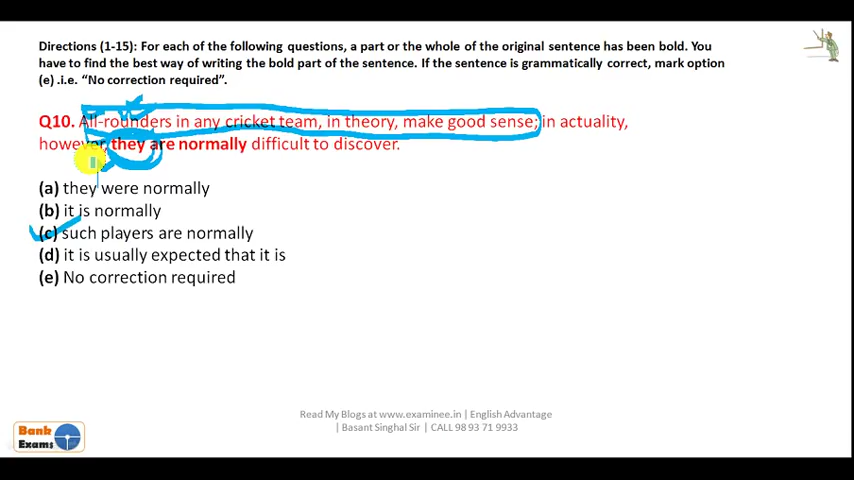 Directions (1-15): For each of the following questions, a part or the whole of the original sentence has been bold. You
have to find the best way of writing the bold part of the sentence. If the sentence is grammatically correct, mark option
(e) .i.e. “No correction required”.
Q10. All-rounders in any cricket team, in theory, make good sense; in actuality,
however, they are normally difficult to discover.
(a) they were normally
(b) it is normally
(c) such players are normally
(d) it is usually expected that it is
(e) No correction required
Read My Blogs at www.examinee.in | English Advantage
| Basant Singhal Sir | CALL 98 93 71 9933
Bank
Exams